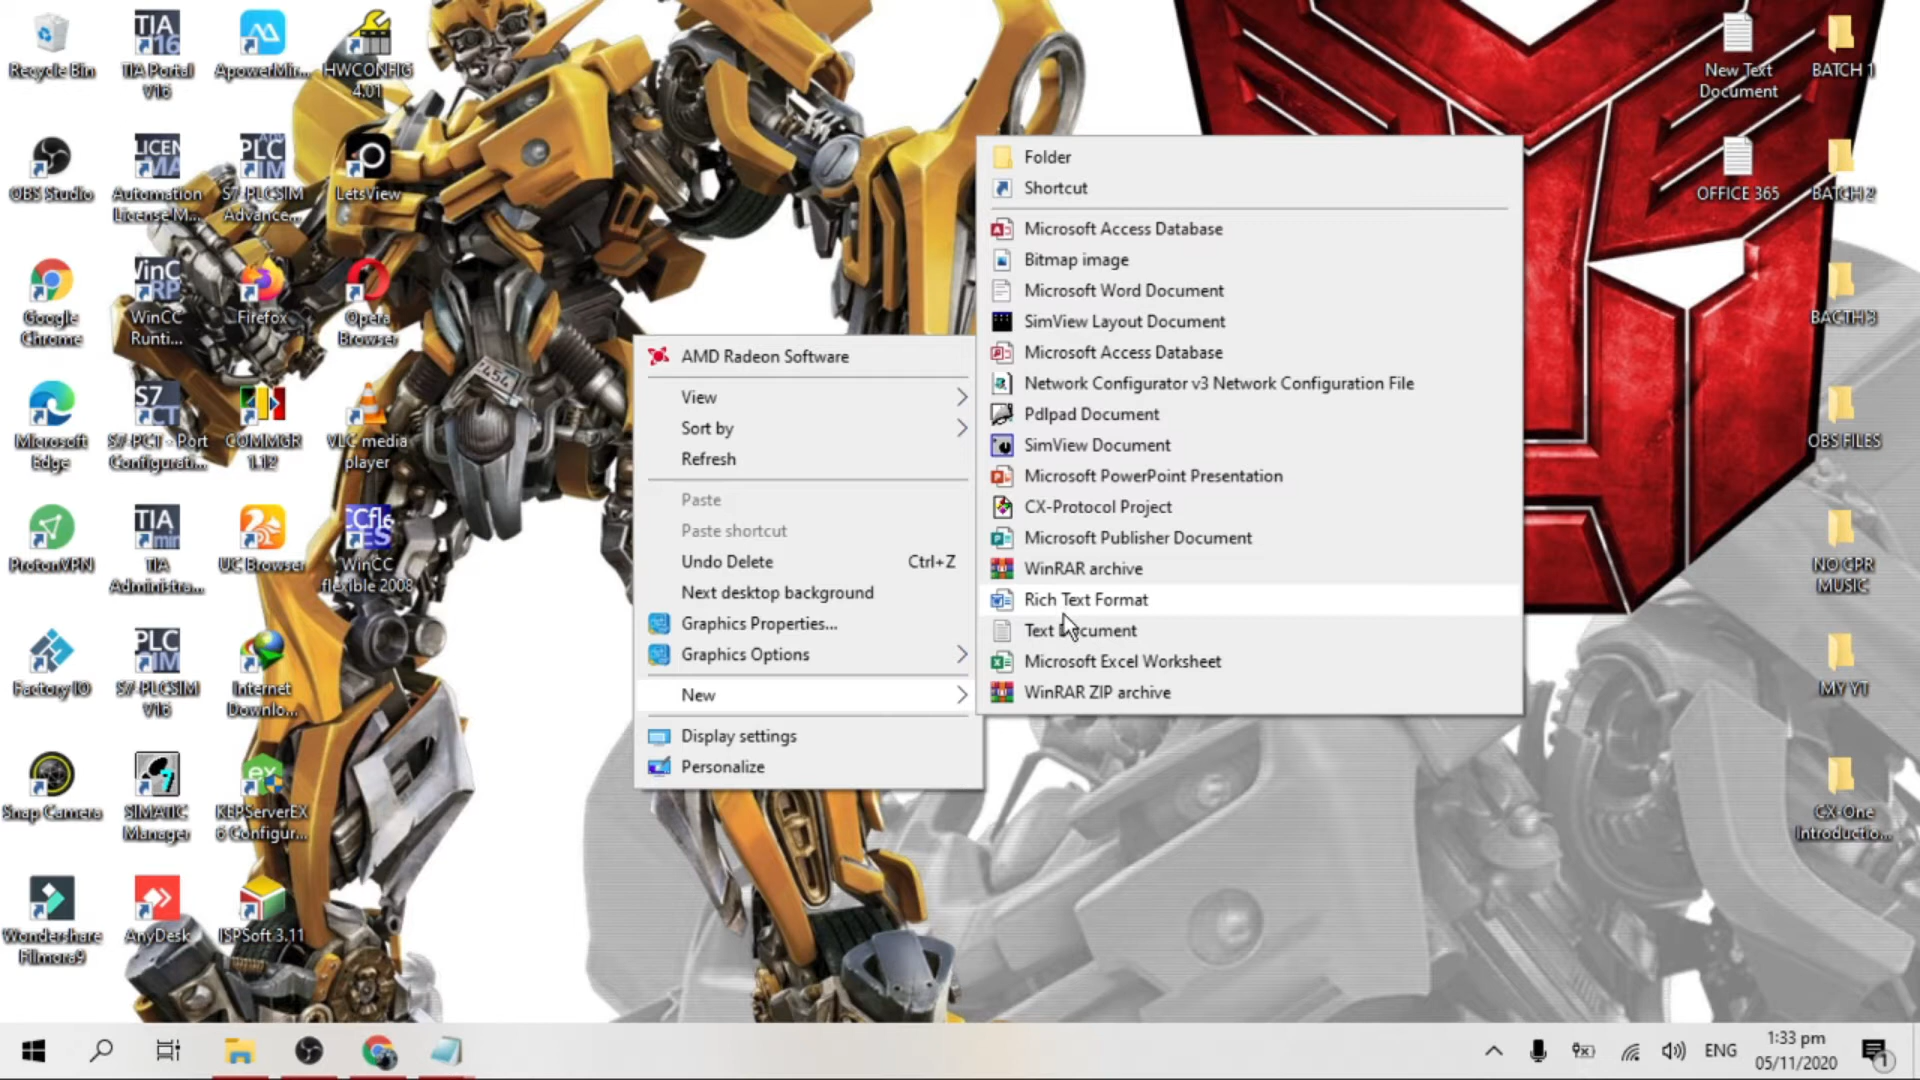 Recycle Bin
TIA Portal
V16
ApowerMir...
HWCONFIG
4.01
OBS Studio
Automation
License M...
S7-PLCSIM
Advance...
LetsView
Google
Chrome
WinCC
Runti...
Firefox
Opera
Browser
Microsoft
Edge
S7-PCT - Port
Configurati...
COMMGR
1.12
VLC media
player
ProtonVPN
TIA
Administra...
UC Browser
WinCC
flexible 2008
Factory IO
S7-PLCSIM
V16
Internet
Downlo...
Snap Camera
SIMATIC
Manager
KEPServerEX
6 Configur...
Wondershare
Filmora9
AnyDesk
ISPSoft 3.11
AMD Radeon Software
View
Sort by
Refresh
Paste
Paste shortcut
Undo Delete Ctrl+Z
Next desktop background
Graphics Properties...
Graphics Options
New
Display settings
Personalize
Folder
Shortcut
Microsoft Access Database
Bitmap image
Microsoft Word Document
SimView Layout Document
Microsoft Access Database
Network Configurator v3 Network Configuration File
Pdlpad Document
SimView Document
Microsoft PowerPoint Presentation
CX-Protocol Project
Microsoft Publisher Document
WinRAR archive
Rich Text Format
Text Document
Microsoft Excel Worksheet
WinRAR ZIP archive
New Text
Document
BATCH 1
OFFICE 365
BATCH 2
BACTH 3
OBS FILES
NO CPR
MUSIC
MY YT
CX-One
Introductio...
ENG
1:33 pm
05/11/2020
1